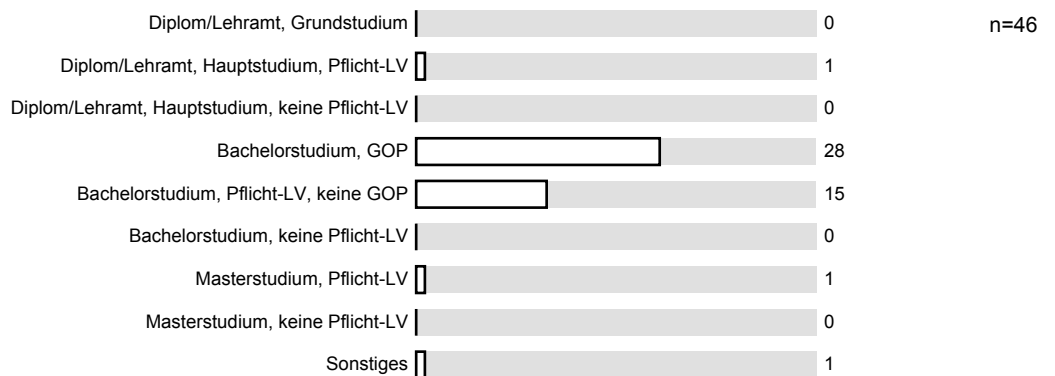 Diplom/Lehramt, Grundstudium 0 n=46
Diplom/Lehramt, Hauptstudium, Pflicht-LV 1
Diplom/Lehramt, Hauptstudium, keine Pflicht-LV 0
Bachelorstudium, GOP 28
Bachelorstudium, Pflicht-LV, keine GOP 15
Bachelorstudium, keine Pflicht-LV 0
Masterstudium, Pflicht-LV 1
Masterstudium, keine Pflicht-LV 0
Sonstiges 1